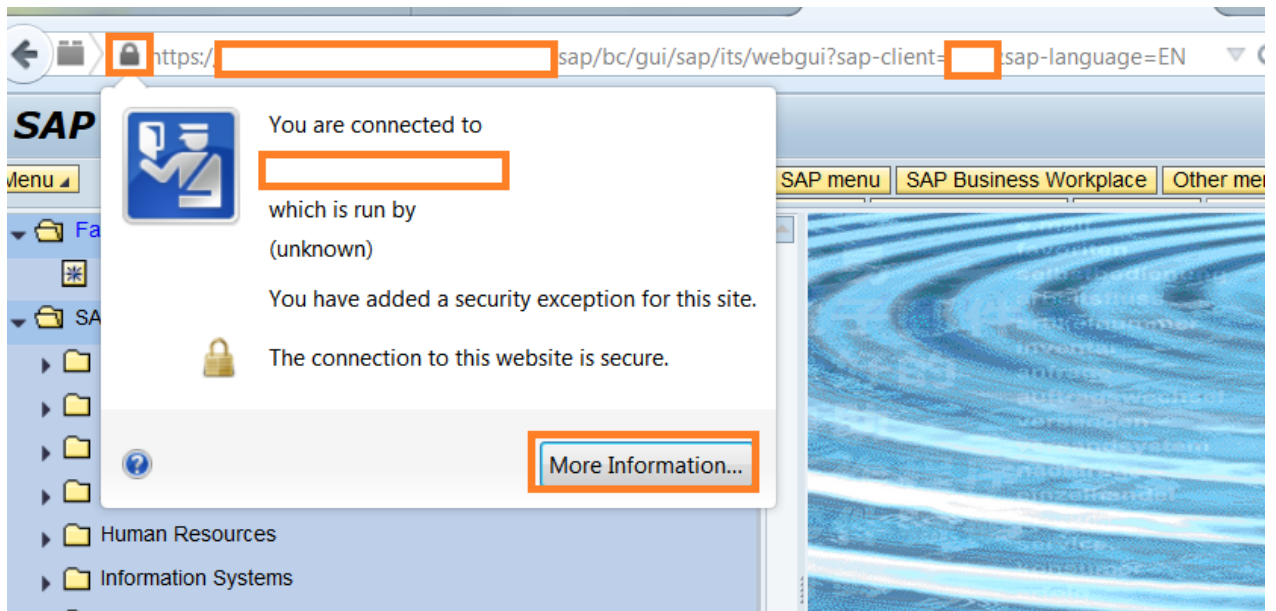 https:/
sap/bc/gui/sap/its/webgui?sap-client=
sap-language=EN
SAP
You are connected to
which is run by
(unknown)
You have added a security exception for this site.
The connection to this website is secure.
More Information...
Menu
SAP menu
SAP Business Workplace
Other me
Fa
SA
Human Resources
Information Systems
favoriten